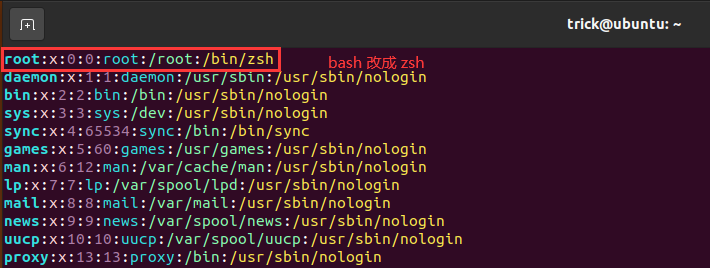 trick@ubuntu: ~
root:x:0:0:root:/root:/bin/zsh bash 改成 zsh
daemon:x:1:1:daemon:/usr/sbin:/usr/sbin/nologin
bin:x:2:2:bin:/bin:/usr/sbin/nologin
sys:x:3:3:sys:/dev:/usr/sbin/nologin
sync:x:4:65534:sync:/bin:/bin/sync
games:x:5:60:games:/usr/games:/usr/sbin/nologin
man:x:6:12:man:/var/cache/man:/usr/sbin/nologin
lp:x:7:7:lp:/var/spool/lpd:/usr/sbin/nologin
mail:x:8:8:mail:/var/mail:/usr/sbin/nologin
news:x:9:9:news:/var/spool/news:/usr/sbin/nologin
uucp:x:10:10:uucp:/var/spool/uucp:/usr/sbin/nologin
proxy:x:13:13:proxy:/bin:/usr/sbin/nologin